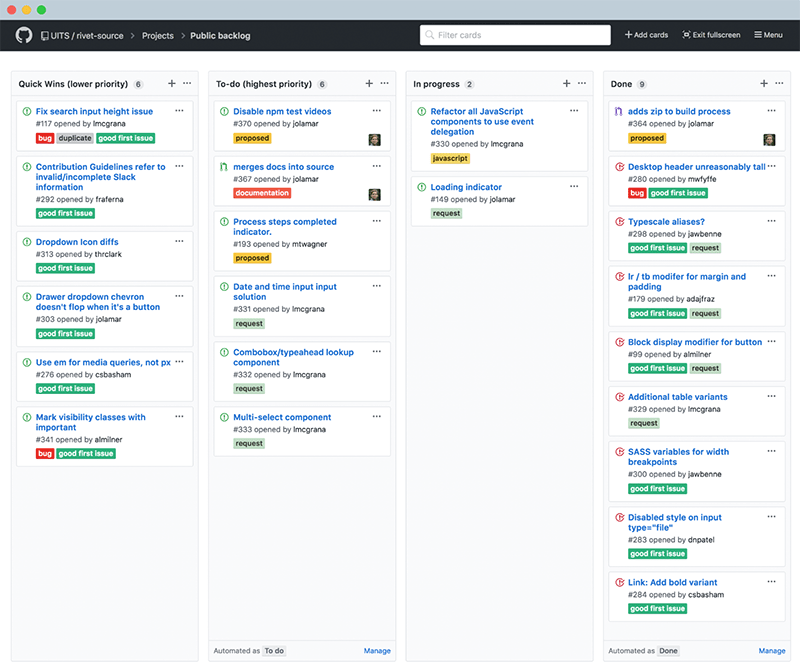 UITS / rivet-source Projects Public backlog Filter cards Add cards Exit fullscreen Menu
Quick Wins (lower priority) 6
Fix search input height issue
#117 opened by lmcgrana
bug duplicate good first issue
Contribution Guidelines refer to
invalid/incomplete Slack
information
#292 opened by fraferna
good first issue
Dropdown Icon diffs
#313 opened by thrclark
good first issue
Drawer dropdown chevron
doesn't flop when it's a button
#303 opened by jolamar
good first issue
Use em for media queries, not px
#276 opened by csbasham
good first issue
Mark visibility classes with
important
#341 opened by almilner
bug good first issue
To-do (highest priority) 6
Disable npm test videos
#370 opened by jolamar
proposed
merges docs into source
#367 opened by jolamar
documentation
Process steps completed
indicator.
#193 opened by mtwagner
proposed
Date and time input input
solution
#331 opened by lmcgrana
request
Combobox/typeahead lookup
component
#332 opened by lmcgrana
request
Multi-select component
#333 opened by lmcgrana
request
Automated as To do Manage
In progress 2
Refactor all JavaScript
components to use event
delegation
#330 opened by lmcgrana
javascript
Loading indicator
#149 opened by jolamar
request
Done 9
adds zip to build process
#364 opened by jolamar
proposed
Desktop header unreasonably tall
#280 opened by mwfyffe
bug good first issue
Typescale aliases?
#298 opened by jawbenne
good first issue request
lr / tb modifer for margin and
padding
#179 opened by adajfraz
good first issue request
Block display modifier for button
#99 opened by almilner
good first issue request
Additional table variants
#329 opened by lmcgrana
request
SASS variables for width
breakpoints
#300 opened by jawbenne
good first issue
Disabled style on input
type="file"
#283 opened by dnpatel
good first issue
Link: Add bold variant
#284 opened by csbasham
good first issue
Automated as Done Manage